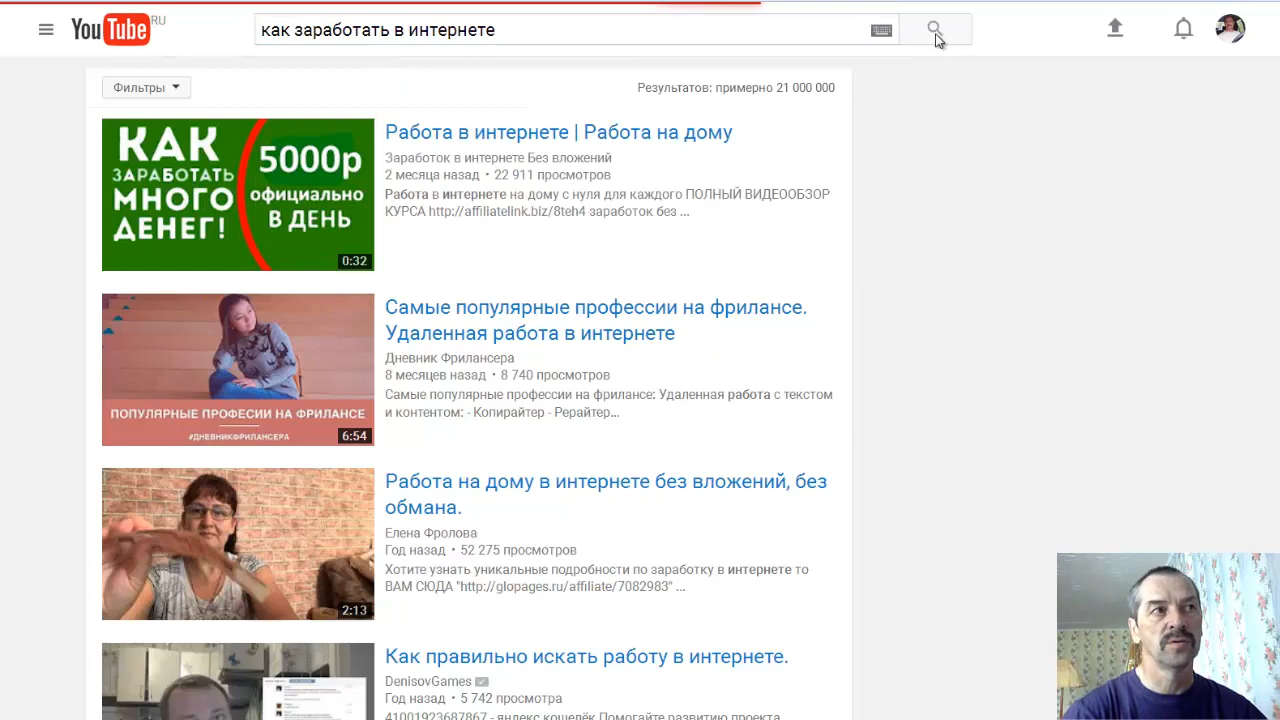 YouTube RU
как заработать в интернете
Фильтры
Результатов: примерно 21 000 000
КАК
ЗАРАБОТАТЬ
МНОГО
ДЕНЕГ!
5000р
официально
В ДЕНЬ
0:32
Работа в интернете | Работа на дому
Заработок в интернете Без вложений
2 месяца назад • 22 911 просмотров
Работа в интернете на дому с нуля для каждого ПОЛНЫЙ ВИДЕООБЗОР
КУРСА http://affiliatelink.biz/8teh4 заработок без ...
ПОПУЛЯРНЫЕ ПРОФЕСИИ НА ФРИЛАНСЕ
#ДНЕВНИКФРИЛАНСЕРА
6:54
Самые популярные профессии на фрилансе.
Удаленная работа в интернете
Дневник Фрилансера
8 месяцев назад • 8 740 просмотров
Самые популярные профессии на фрилансе: Удаленная работа с текстом
и контентом: - Копирайтер - Рерайтер...
2:13
Работа на дому в интернете без вложений, без
обмана.
Елена Фролова
Год назад • 52 275 просмотров
Хотите узнать уникальные подробности по заработку в интернете то
ВАМ СЮДА "http://glopages.ru/affiliate/7082983" ...
Как правильно искать работу в интернете.
DenisovGames
Год назад • 5 742 просмотра
41001923687867 - яндекс кошелёк Помогайте развитию проекта